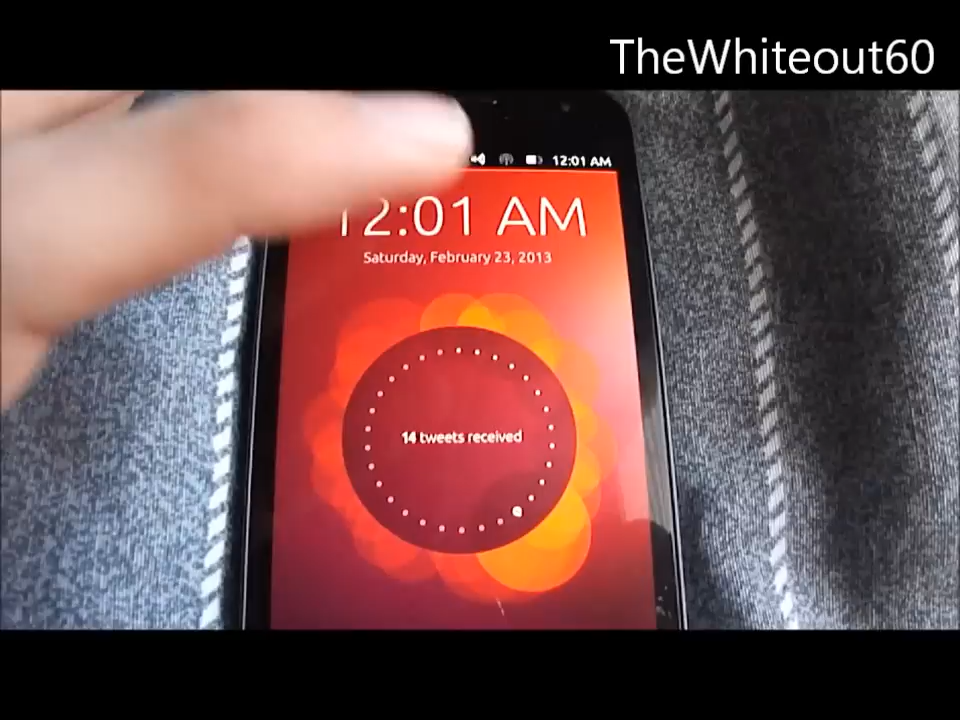 TheWhiteout60
12:01 AM
12:01 AM
Saturday, February 23, 2013
14 tweets received